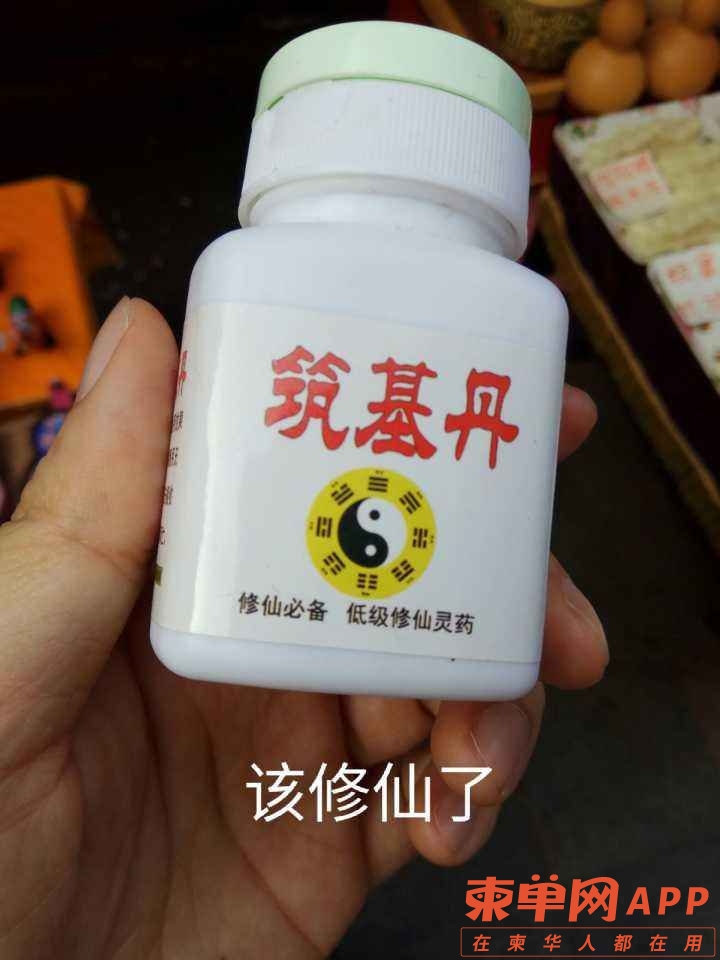 筑基丹
修仙必备 低级修仙灵药
该修仙了
柬单网APP
在柬华人都在用